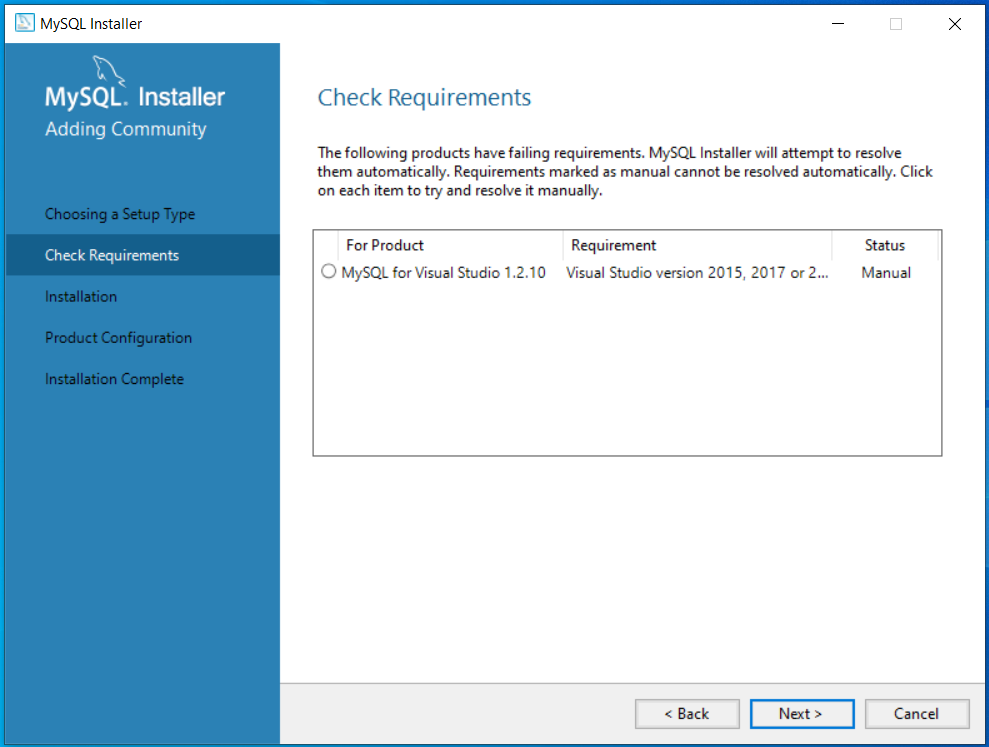 MySQL Installer
MySQL. Installer
Adding Community
Choosing a Setup Type
Check Requirements
Installation
Product Configuration
Installation Complete
Check Requirements
The following products have failing requirements. MySQL Installer will attempt to resolve
them automatically. Requirements marked as manual cannot be resolved automatically. Click
on each item to try and resolve it manually.
For Product Requirement Status
MySQL for Visual Studio 1.2.10 Visual Studio version 2015, 2017 or 2... Manual
< Back Next > Cancel